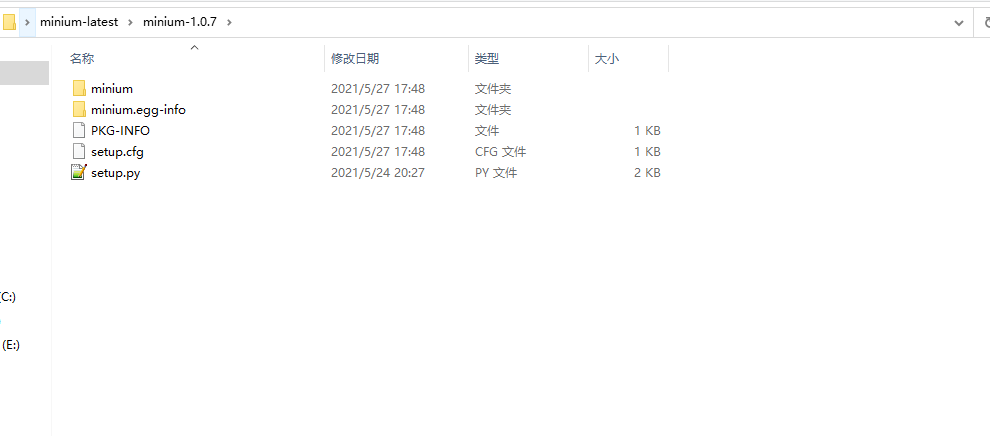 minium-latest > minium-1.0.7 >
名称 修改日期 类型 大小
minium 2021/5/27 17:48 文件夹
minium.egg-info 2021/5/27 17:48 文件夹
PKG-INFO 2021/5/27 17:48 文件 1 KB
setup.cfg 2021/5/27 17:48 CFG 文件 1 KB
setup.py 2021/5/24 20:27 PY 文件 2 KB
(C:)
(E:)